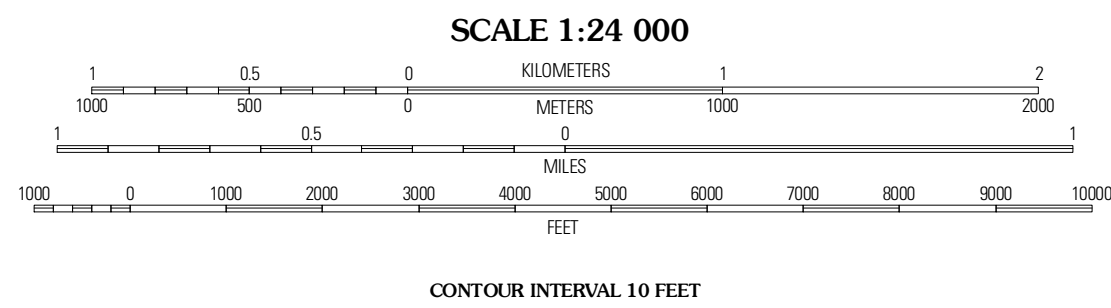 SCALE 1:24 000
1 0.5 0 KILOMETERS 1 2
1000 500 0 METERS 1000 2000
1 0.5 0 1
MILES
1000 0 1000 2000 3000 4000 5000 6000 7000 8000 9000 10000
FEET
CONTOUR INTERVAL 10 FEET